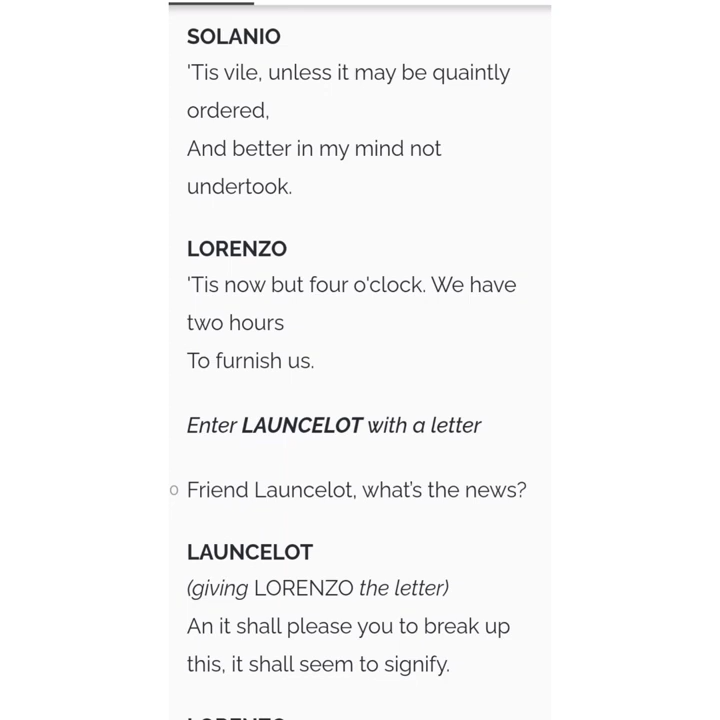 SOLANIO
'Tis vile, unless it may be quaintly
ordered,
And better in my mind not
undertook.
LORENZO
'Tis now but four o'clock. We have
two hours
To furnish us.
Enter LAUNCELOT with a letter
0 Friend Launcelot, what's the news?
LAUNCELOT
(giving LORENZO the letter)
An it shall please you to break up
this, it shall seem to signify.
LORENZO